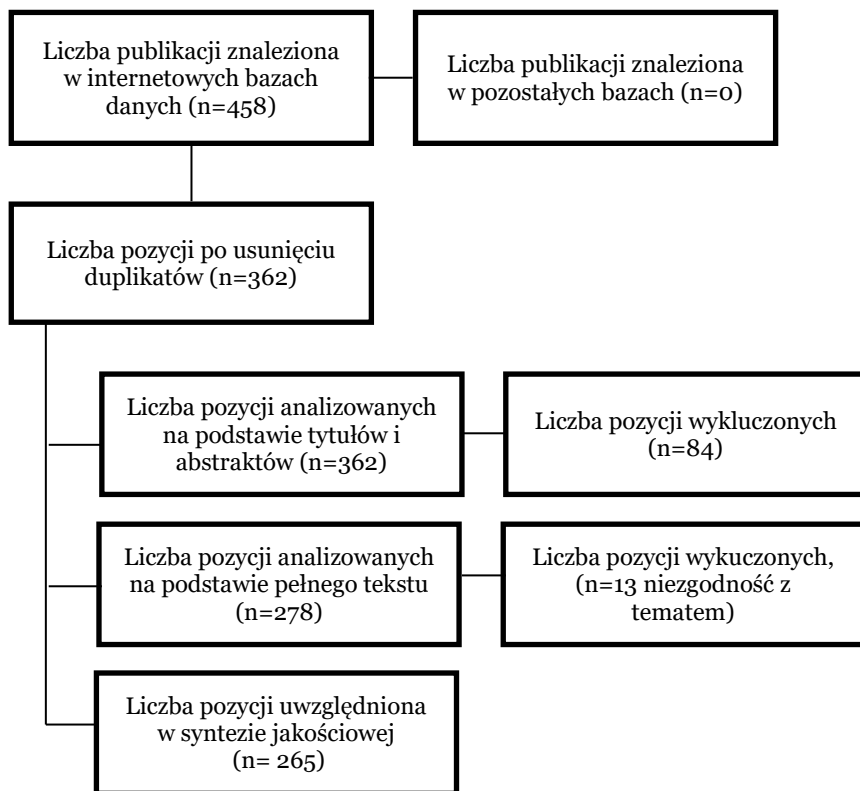 Liczba publikacji znaleziona
w internetowych bazach
danych (n=458)
Liczba publikacji znaleziona
w pozostałych bazach (n=0)
Liczba pozycji po usunięciu
duplikatów (n=362)
Liczba pozycji analizowanych
na podstawie tytułów i
abstraktów (n=362)
Liczba pozycji wykluczonych
(n=84)
Liczba pozycji analizowanych
na podstawie pełnego tekstu
(n=278)
Liczba pozycji wykuczonych,
(n=13 niezgodność z
tematem)
Liczba pozycji uwzględniona
w syntezie jakościowej
(n= 265)